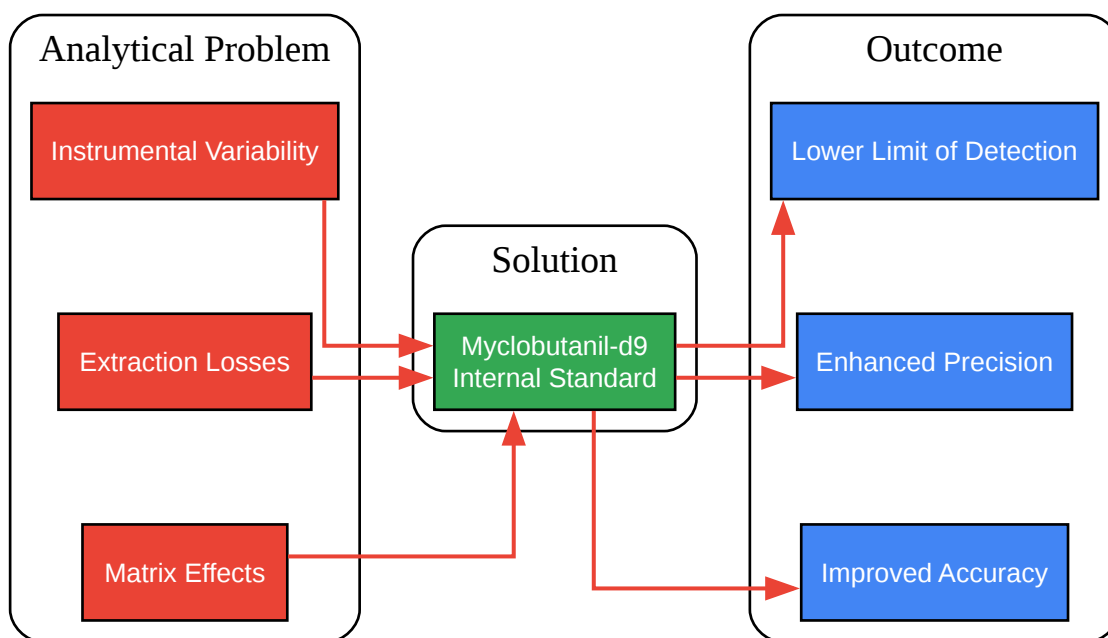 Analytical Problem
Instrumental Variability
Extraction Losses
Matrix Effects
Solution
Myclobutanil-d9
Internal Standard
Outcome
Lower Limit of Detection
Enhanced Precision
Improved Accuracy